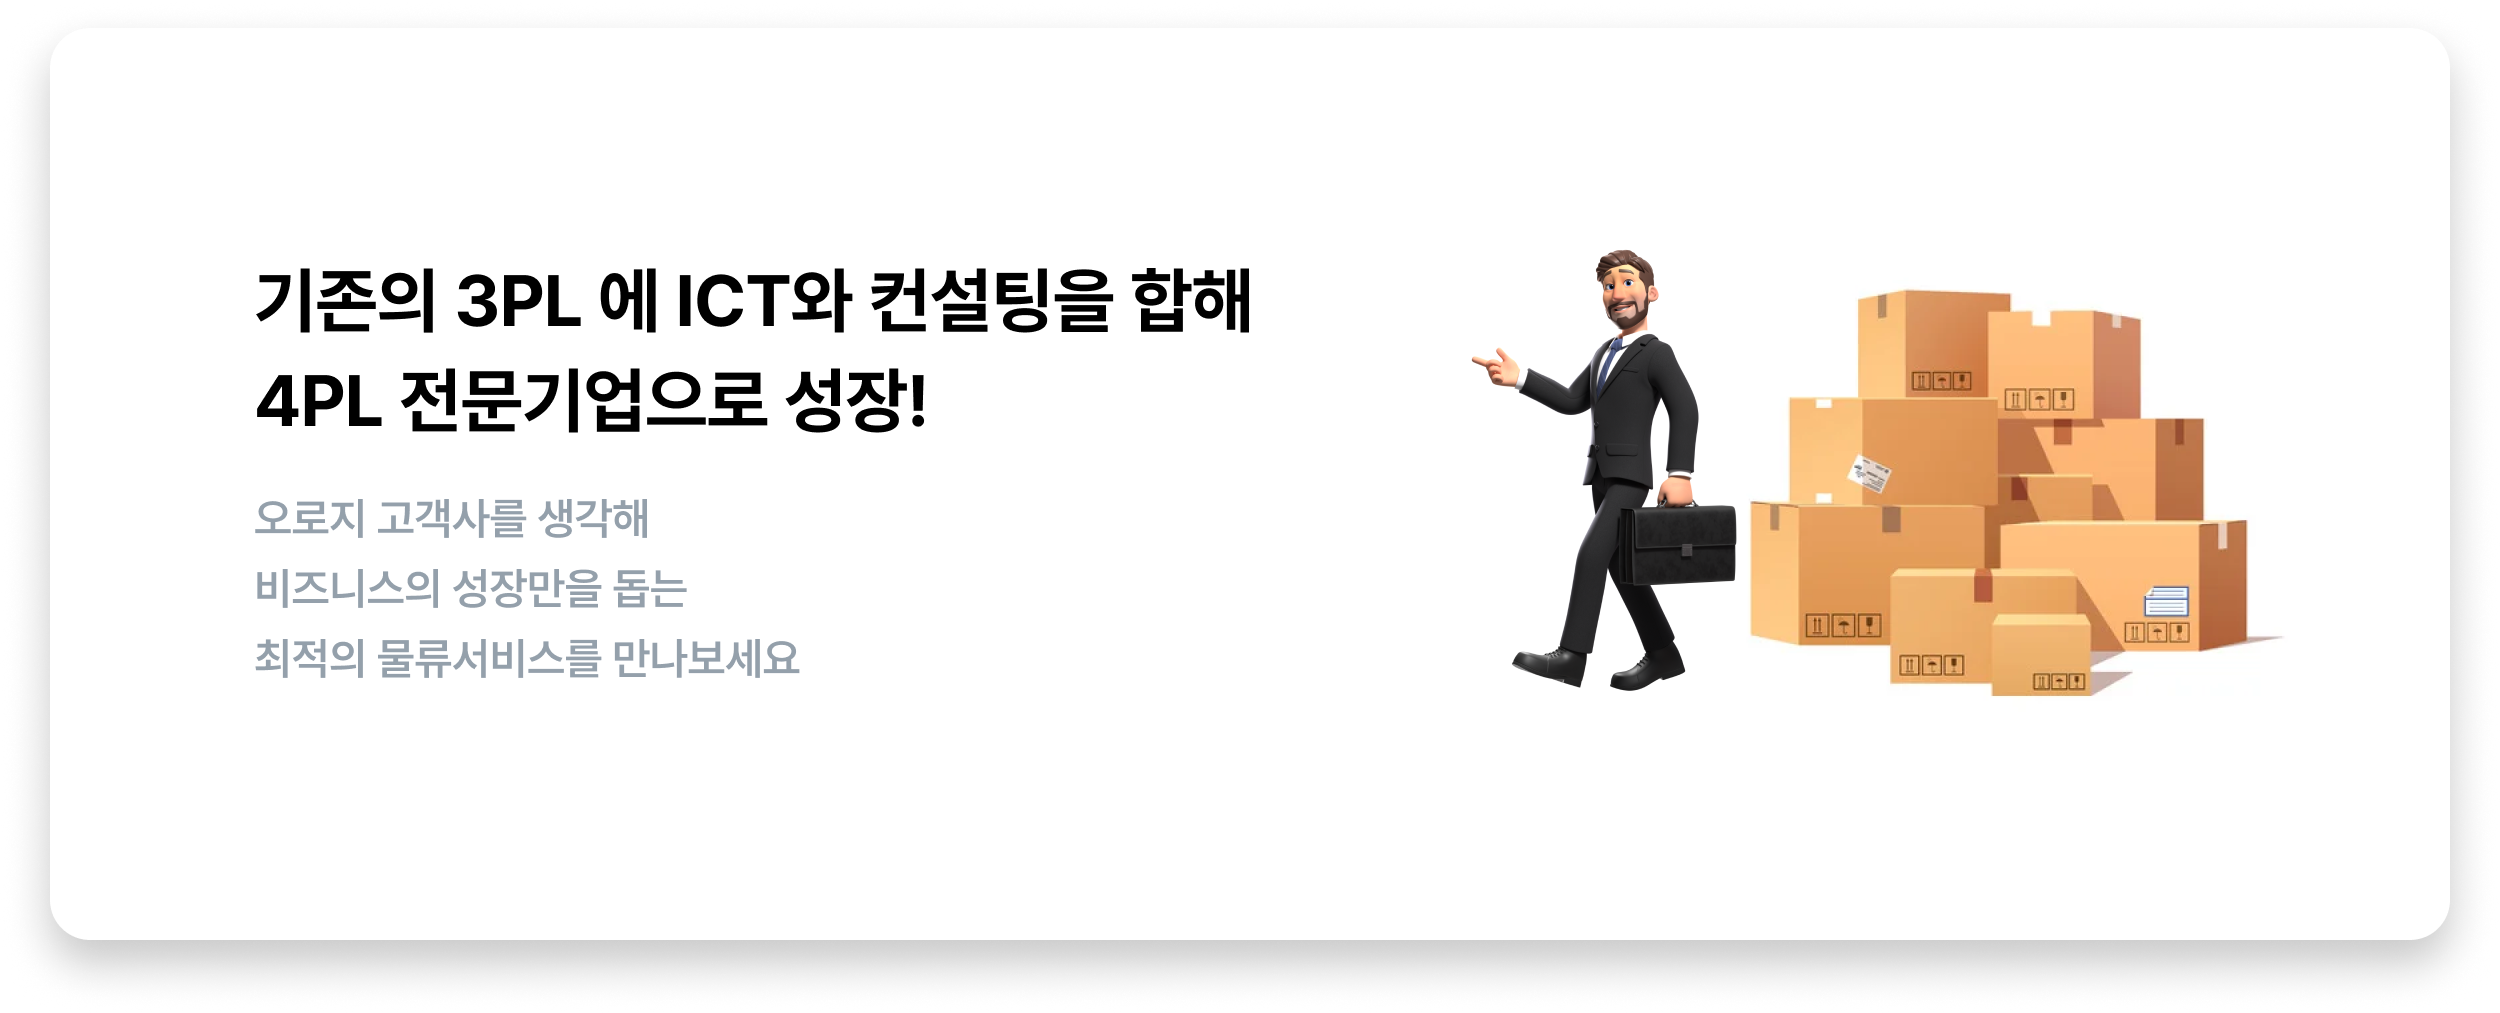 기존의 3PL 에 ICT와 컨설팅을 합해
4PL 전문기업으로 성장!
오로지 고객사를 생각해
비즈니스의 성장만을 돕는
최적의 물류서비스를 만나보세요